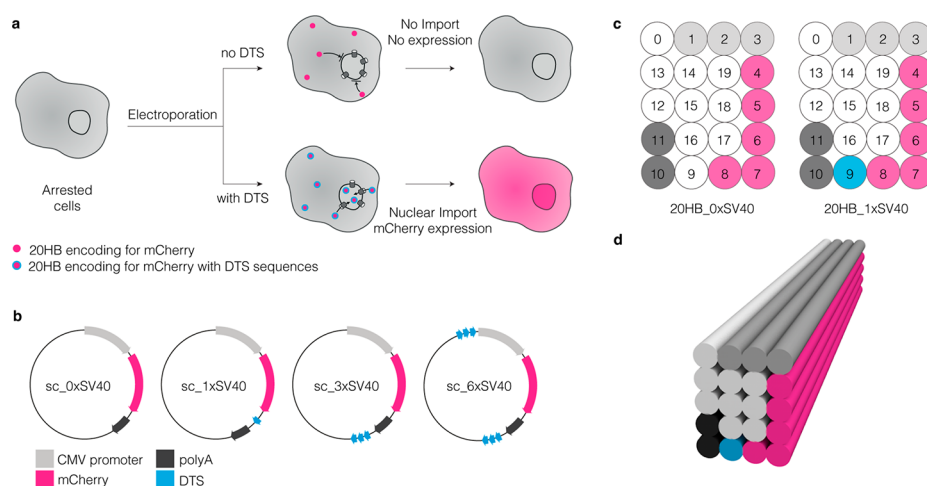 a
Arrested
cells
Electroporation
no DTS
with DTS
No Import
No expression
Nuclear Import
mCherry expression
20HB encoding for mCherry
20HB encoding for mCherry with DTS sequences
b
sc_0xSV40
sc_1xSV40
sc_3xSV40
sc_6xSV40
CMV promoter
polyA
mCherry
DTS
c
0 1 2 3
13 14 19 4
12 15 18 5
11 16 17 6
10 9 8 7
20HB_0xSV40
0 1 2 3
13 14 19 4
12 15 18 5
11 16 17 6
10 9 8 7
20HB_1xSV40
d